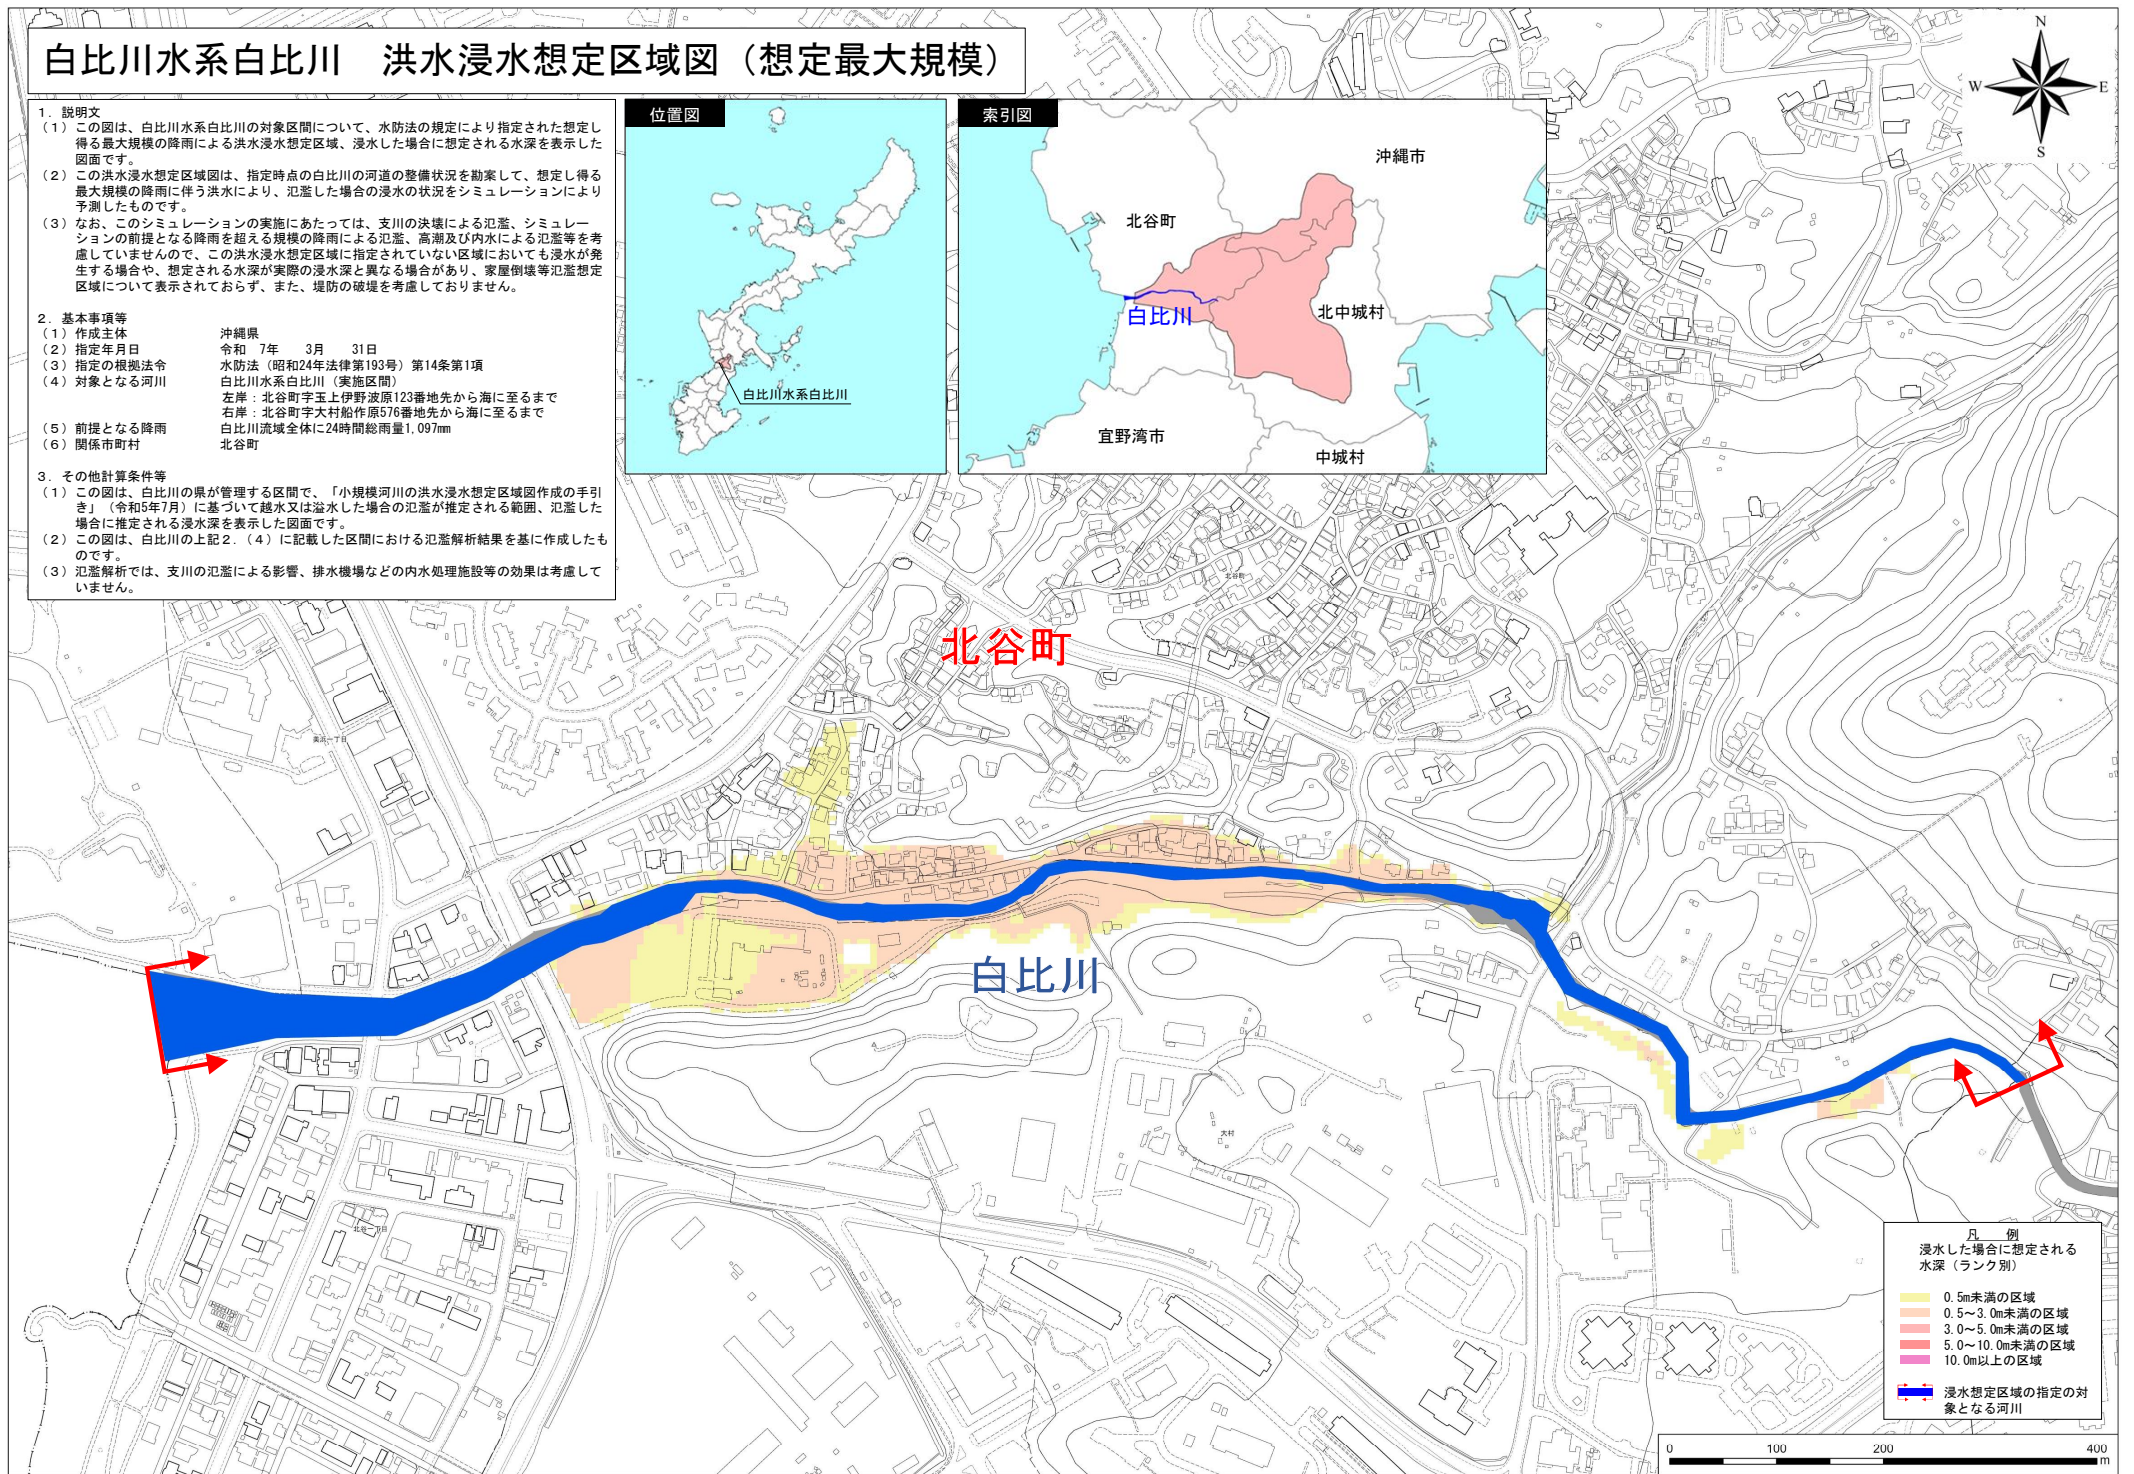 白比川水系白比川　洪水浸水想定区域図（想定最大規模）
1．説明文
（1）この図は、白比川水系白比川の対象区間について、水防法の規定により指定された想定し
得る最大規模の降雨による洪水浸水想定区域、浸水した場合に想定される水深を表示した
図面です。
（2）この洪水浸水想定区域図は、指定時点の白比川の河道の整備状況を勘案して、想定し得る
最大規模の降雨に伴う洪水により、氾濫した場合の浸水の状況をシミュレーションにより
予測したものです。
（3）なお、このシミュレーションの実施にあたっては、支川の決壊による氾濫、シミュレー
ションの前提となる降雨を超える規模の降雨による氾濫、高潮及び内水による氾濫等を考
慮していませんので、この洪水浸水想定区域に指定されていない区域においても浸水が発
生する場合や、想定される水深が実際の浸水深と異なる場合があり、家屋倒壊等氾濫想定
区域について表示されておらず、また、堤防の破堤を考慮しておりません。
2．基本事項等
（1）作成主体　沖縄県
（2）指定年月日　令和　7年　3月　31日
（3）指定の根拠法令　水防法（昭和24年法律第193号）第14条第1項
（4）対象となる河川　白比川水系白比川（実施区間）
左岸：北谷町字玉上伊野波原123番地先から海に至るまで
右岸：北谷町字大村船作原576番地先から海に至るまで
（5）前提となる降雨　白比川流域全体に24時間総雨量1,097mm
（6）関係市町村　北谷町
3．その他計算条件等
（1）この図は、白比川の県が管理する区間で、「小規模河川の洪水浸水想定区域図作成の手引
き」（令和5年7月）に基づいて越水又は溢水した場合の氾濫が推定される範囲、氾濫した
場合に推定される浸水深を表示した図面です。
（2）この図は、白比川の上記2．（4）に記載した区間における氾濫解析結果を基に作成したも
のです。
（3）氾濫解析では、支川の氾濫による影響、排水機場などの内水処理施設等の効果は考慮して
いません。
位置図
白比川水系白比川
索引図
沖縄市
北谷町
白比川
北中城村
宜野湾市
中城村
N
W
E
S
北谷町
北谷町
美浜一丁目
白比川
大村
北谷一丁目
凡　例
浸水した場合に想定される
水深（ランク別）
0.5m未満の区域
0.5～3.0m未満の区域
3.0～5.0m未満の区域
5.0～10.0m未満の区域
10.0m以上の区域
浸水想定区域の指定の対
象となる河川
0 100 200 400
m